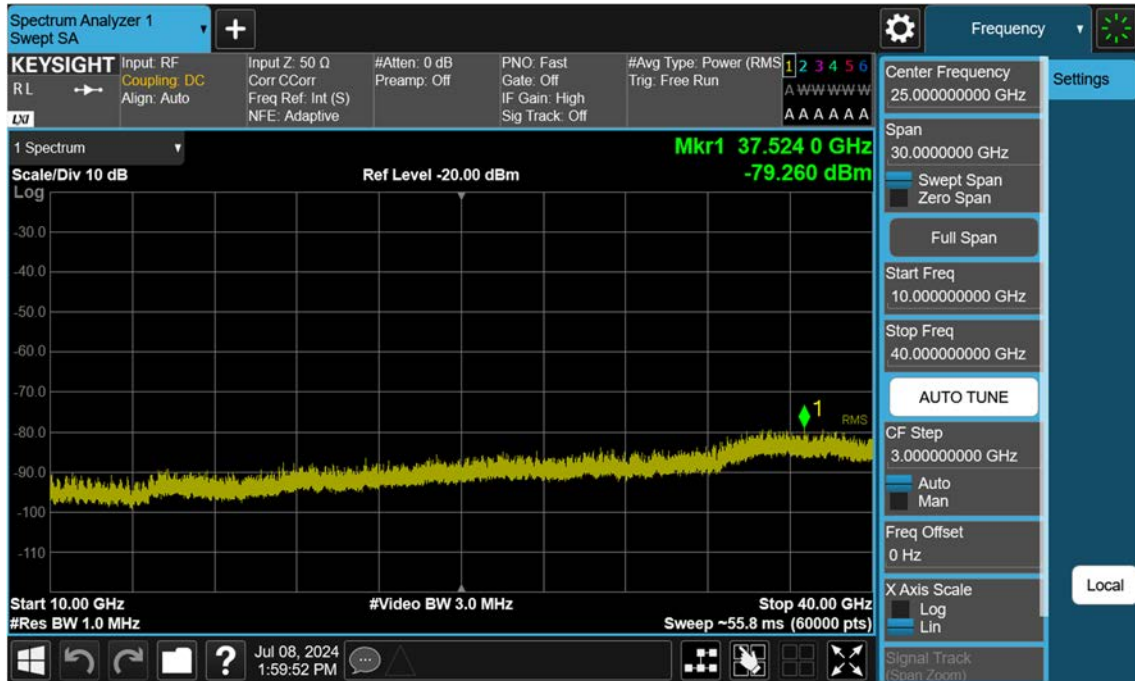 Spectrum Analyzer 1
Swept SA
Frequency
KEYSIGHT
RL
LXI
Input: RF
Coupling: DC
Align: Auto
Input Z: 50 Ω
Corr CCorr
Freq Ref: Int (S)
NFE: Adaptive
#Atten: 0 dB
Preamp: Off
PNO: Fast
Gate: Off
IF Gain: High
Sig Track: Off
#Avg Type: Power (RMS
Trig: Free Run
1 2 3 4 5 6
A W W W W W
A A A A A A
1 Spectrum
Mkr1 37.524 0 GHz
Scale/Div 10 dB
Ref Level -20.00 dBm
-79.260 dBm
Log
-30.0
-40.0
-50.0
-60.0
-70.0
-80.0
-90.0
-100
-110
1
RMS
Start 10.00 GHz
#Video BW 3.0 MHz
Stop 40.00 GHz
#Res BW 1.0 MHz
Sweep ~55.8 ms (60000 pts)
Jul 08, 2024
1:59:52 PM
Center Frequency
25.000000000 GHz
Settings
Span
30.0000000 GHz
Swept Span
Zero Span
Full Span
Start Freq
10.000000000 GHz
Stop Freq
40.000000000 GHz
AUTO TUNE
CF Step
3.000000000 GHz
Auto
Man
Freq Offset
0 Hz
X Axis Scale
Log
Lin
Local
Signal Track
(Span Zoom)